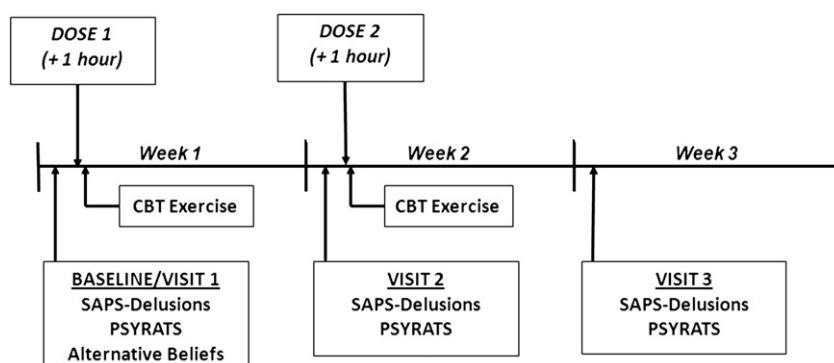 DOSE 1
(+ 1 hour)
DOSE 2
(+ 1 hour)
Week 1
Week 2
Week 3
CBT Exercise
CBT Exercise
BASELINE/VISIT 1
SAPS-Delusions
PSYRATS
Alternative Beliefs
VISIT 2
SAPS-Delusions
PSYRATS
VISIT 3
SAPS-Delusions
PSYRATS